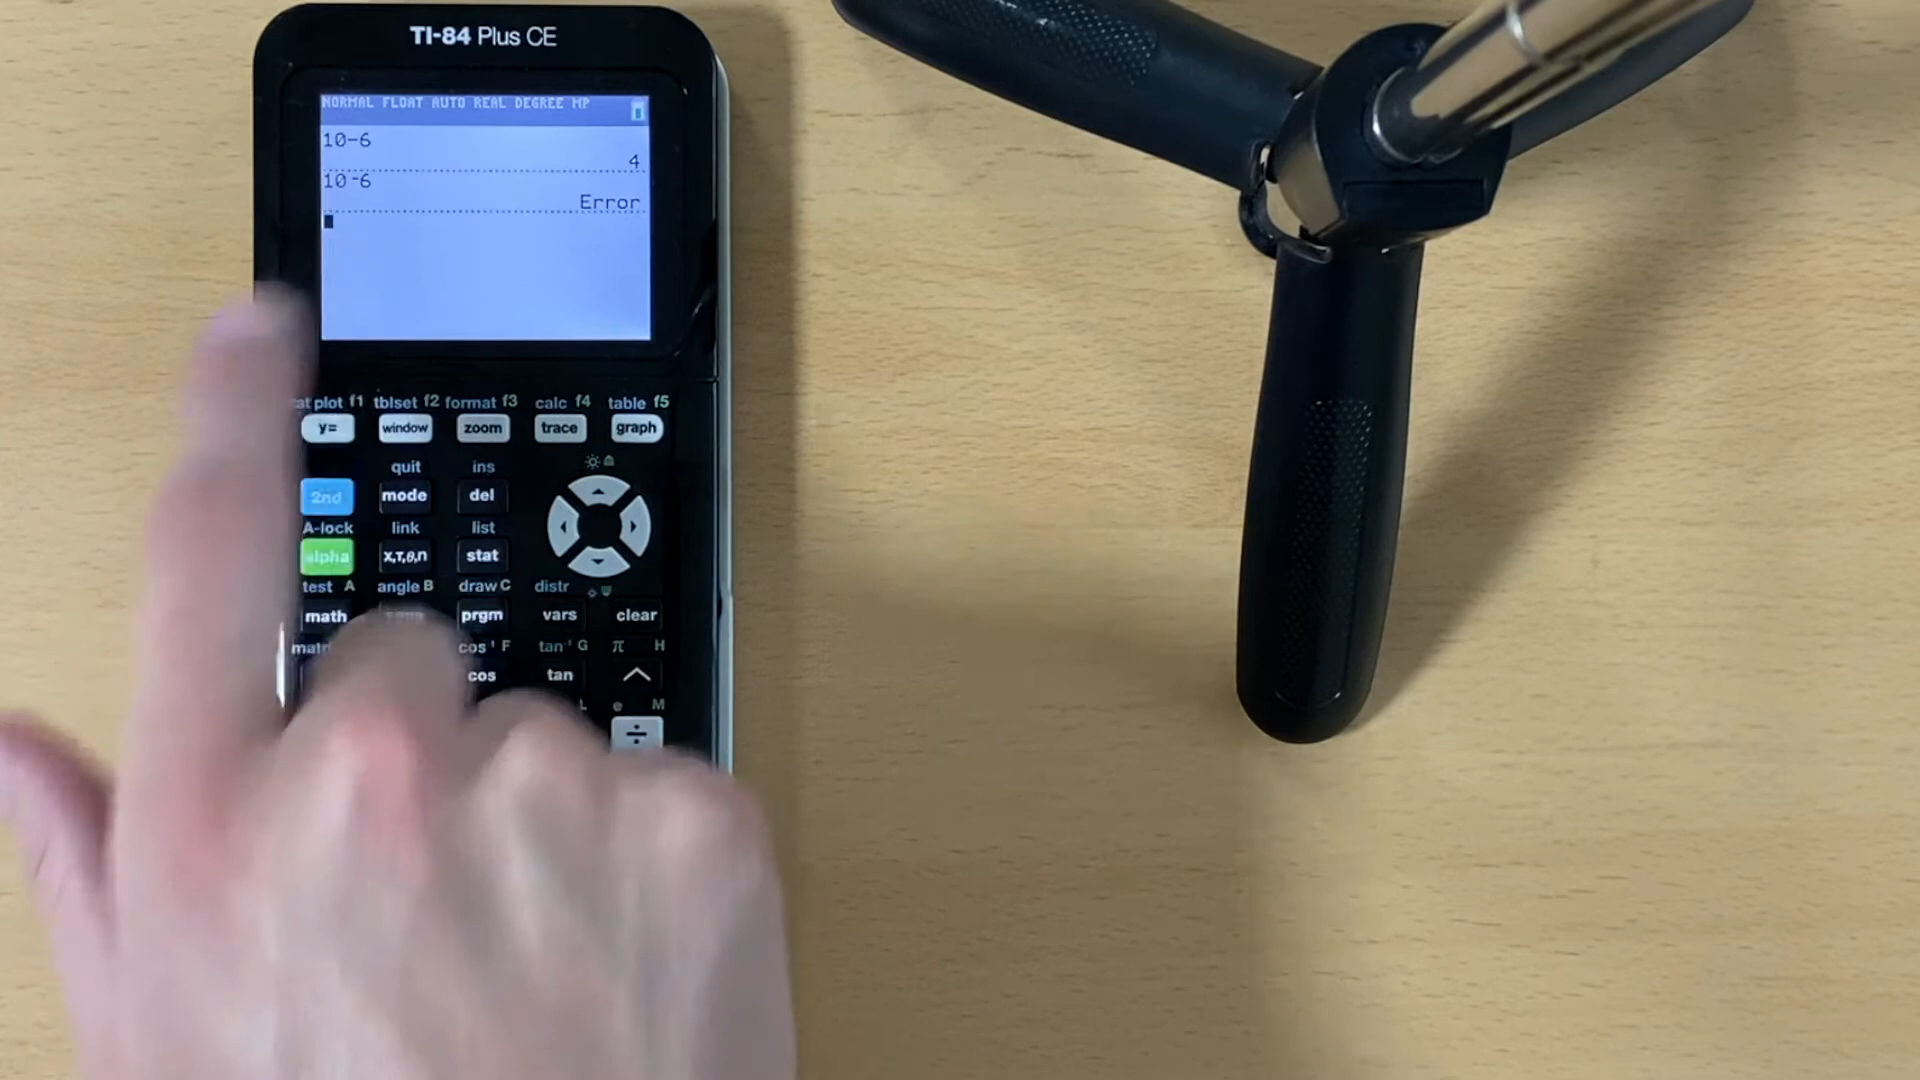 TI-84 Plus CE
NORMAL FLOAT AUTO REAL DEGREE MP
10-6
4
10⁻6
Error
plot f1 tblset f2 format f3 calc f4 table f5
y= window zoom trace graph
quit ins
2nd mode del
A-lock link list
alpha X,T,θ,n stat
test A angle B draw C distr
math prgm vars clear
cos⁻¹ F tan⁻¹ G π H
cos tan ^
L e M
÷